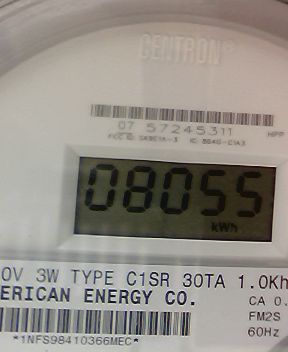 CENTRON®
07 57245311
HPP
08055
kWh
0V 3W TYPE C1SR 30TA 1.0Kh
ERICAN ENERGY CO.
CA 0.
FM2S
60Hz
*1NFS98410366MEC*